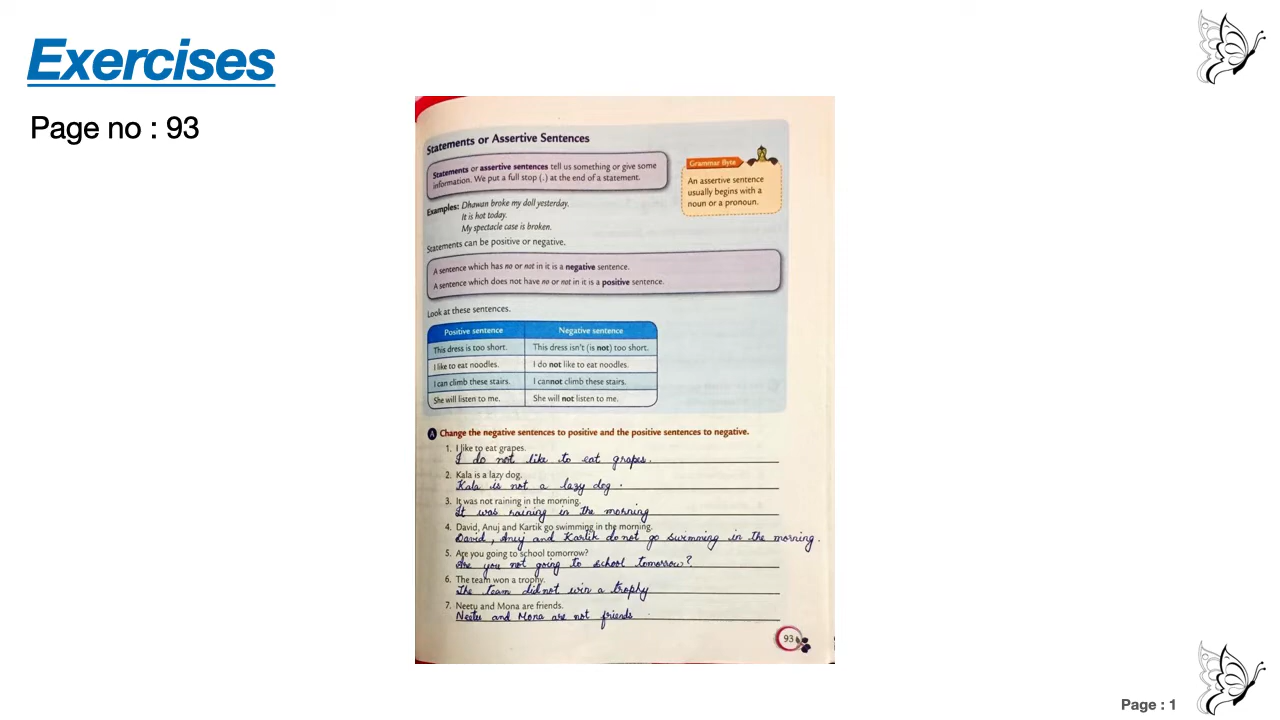 Exercises
Page no : 93
Statements or Assertive Sentences
Statements or assertive sentences tell us something or give some
information. We put a full stop (.) at the end of a statement.
Grammar Byte
An assertive sentence
usually begins with a
noun or a pronoun.
Examples: Dhawan broke my doll yesterday.
It is hot today.
My spectacle case is broken.
Statements can be positive or negative.
A sentence which has no or not in it is a negative sentence.
A sentence which does not have no or not in it is a positive sentence.
Look at these sentences.
Positive sentence Negative sentence
This dress is too short. This dress isn't (is not) too short.
I like to eat noodles. I do not like to eat noodles.
I can climb these stairs. I cannot climb these stairs.
She will listen to me. She will not listen to me.
A Change the negative sentences to positive and the positive sentences to negative.
1. I like to eat grapes.
I do not like to eat grapes.
2. Kala is a lazy dog.
Kala is not a lazy dog.
3. It was not raining in the morning.
It was raining in the morning
4. David, Anuj and Kartik go swimming in the morning.
David, Anuj and Kartik do not go swimming in the morning.
5. Are you going to school tomorrow?
Are you not going to school tomorrow?
6. The team won a trophy.
The Team did not win a trophy
7. Neetu and Mona are friends.
Neetu and Mona are not friends
93
Page : 1